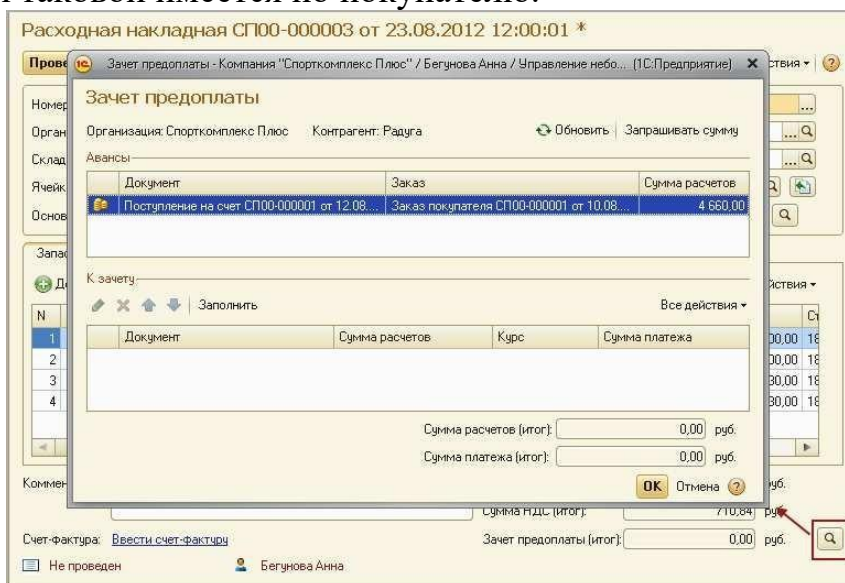 Расходная накладная СП00-000003 от 23.08.2012 12:00:01 *
Зачет предоплаты - Компания "Спорткомплекс Плюс" / Бегунова Анна / Управление небо... (1С:Предприятие)
Зачет предоплаты
Организация: Спорткомплекс Плюс Контрагент: Радуга Обновить Запрашивать сумму
Авансы
Документ Заказ Сумма расчетов
Поступление на счет СП00-000001 от 12.08.... Заказ покупателя СП00-000001 от 10.08.... 4 660,00
К зачету
Заполнить Все действия
Документ Сумма расчетов Курс Сумма платежа
N
1
2
3
4
Сумма расчетов (итог): 0,00 руб.
Сумма платежа (итог): 0,00 руб.
OK Отмена
Сумма НДС (итог): 710,84
Счет-фактура: Ввести счет-фактуру Зачет предоплаты (итог): 0,00 руб.
Не проведен Бегунова Анна